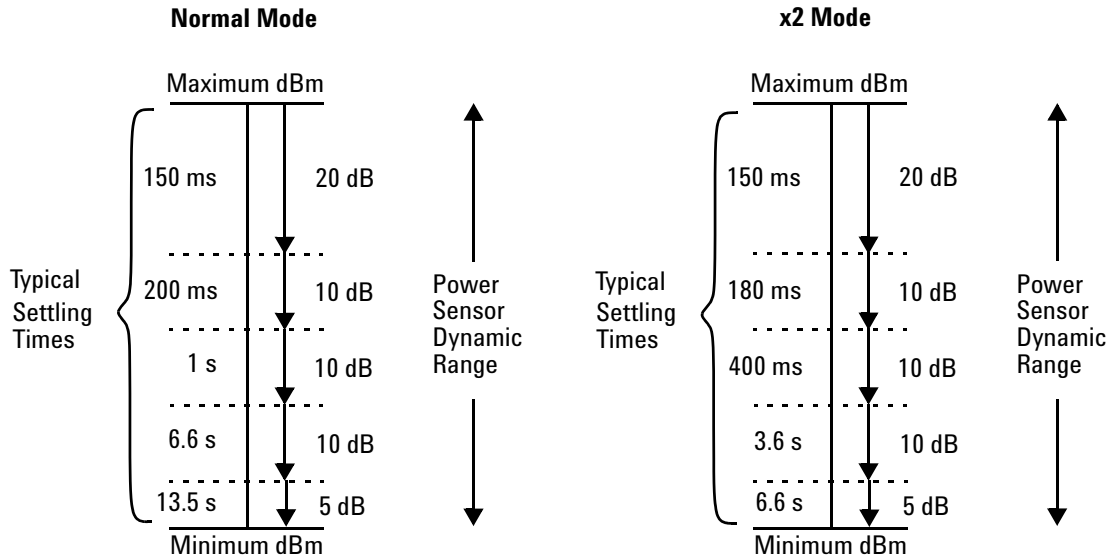 Normal Mode
Maximum dBm
150 ms
20 dB
Typical
Settling
Times
200 ms
10 dB
Power
Sensor
Dynamic
Range
1 s
10 dB
6.6 s
10 dB
13.5 s
5 dB
Minimum dBm
x2 Mode
Maximum dBm
150 ms
20 dB
Typical
Settling
Times
180 ms
10 dB
Power
Sensor
Dynamic
Range
400 ms
10 dB
3.6 s
10 dB
6.6 s
5 dB
Minimum dBm